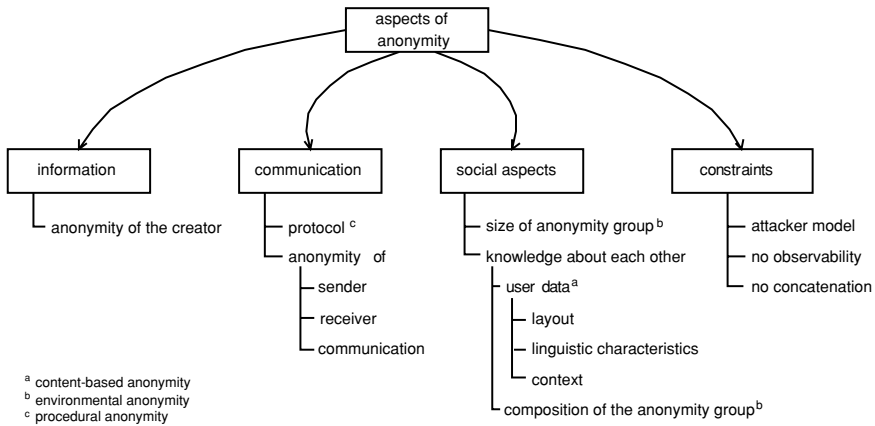 aspects of
anonymity
information
communication
social aspects
constraints
anonymity of the creator
protocol c
anonymity of
sender
receiver
communication
size of anonymity group b
knowledge about each other
user data a
layout
linguistic characteristics
context
composition of the anonymity group b
attacker model
no observability
no concatenation
a content-based anonymity
b environmental anonymity
c procedural anonymity